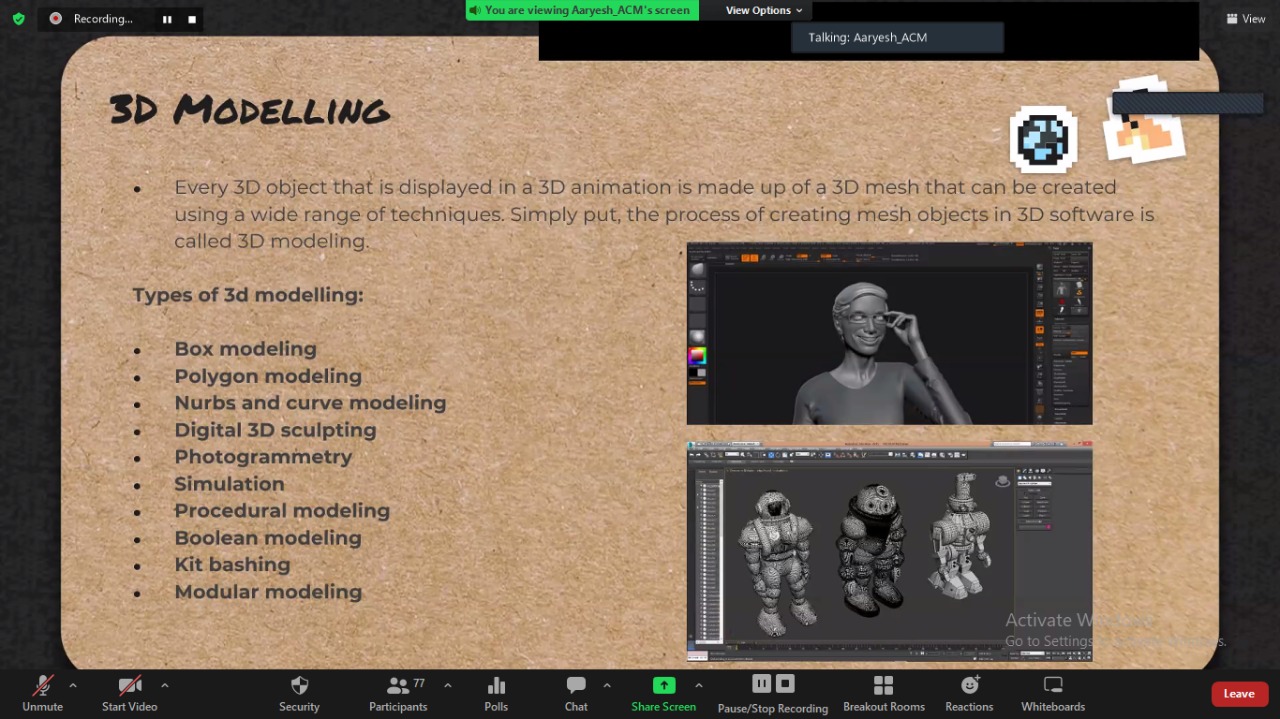 Recording...
You are viewing Aaryesh_ACM's screen
View Options
View
Talking: Aaryesh_ACM
3D Modelling
Every 3D object that is displayed in a 3D animation is made up of a 3D mesh that can be created
using a wide range of techniques. Simply put, the process of creating mesh objects in 3D software is
called 3D modeling.
Types of 3d modelling:
Box modeling
Polygon modeling
Nurbs and curve modeling
Digital 3D sculpting
Photogrammetry
Simulation
Procedural modeling
Boolean modeling
Kit bashing
Modular modeling
Activate
Go to Settings
Unmute
Start Video
Security
77
Participants
Polls
Chat
Share Screen
Pause/Stop Recording
Breakout Rooms
Reactions
Whiteboards
Leave